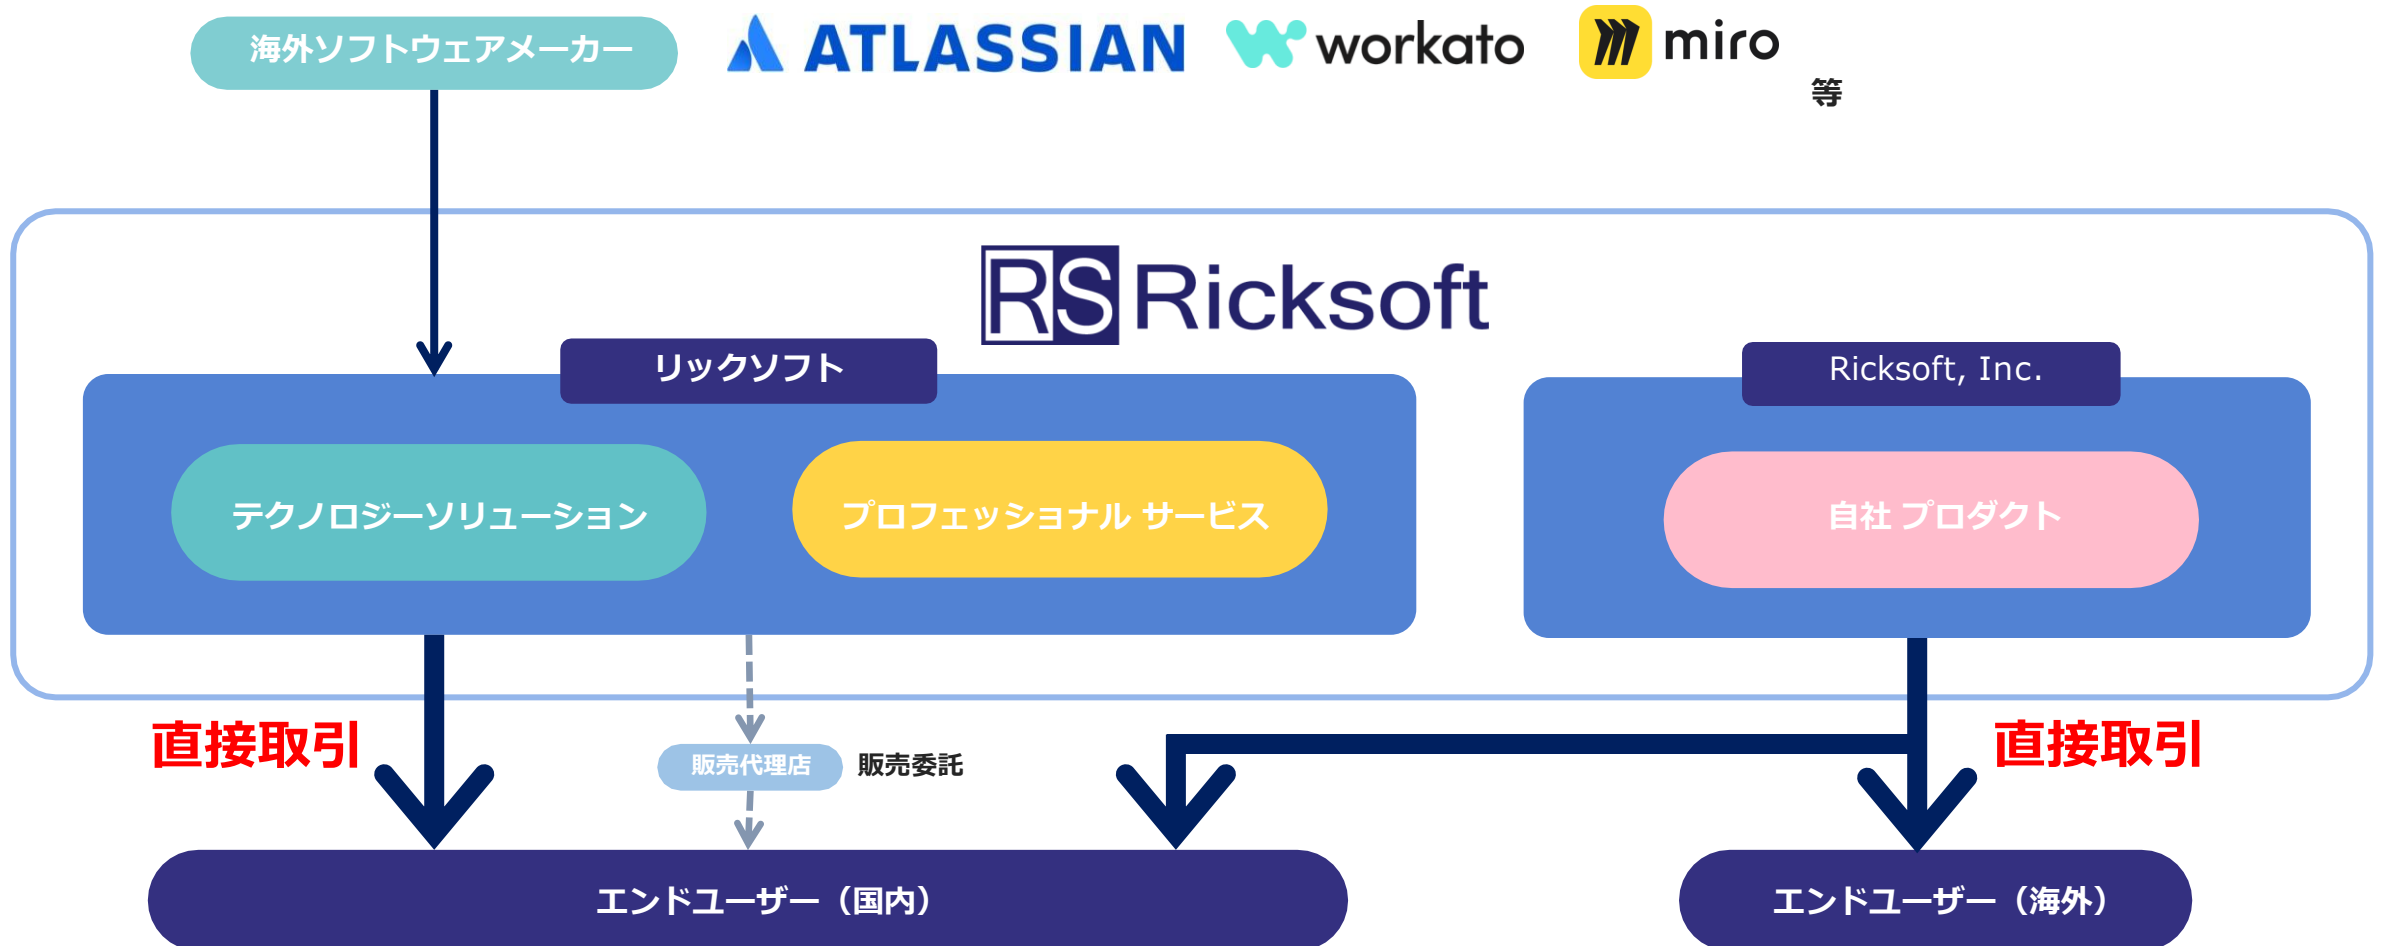 海外ソフトウェアメーカー
ATLASSIAN
workato
miro
等
RS Ricksoft
リックソフト
Ricksoft, Inc.
テクノロジーソリューション
プロフェッショナル サービス
自社 プロダクト
直接取引
販売代理店
販売委託
直接取引
エンドユーザー（国内）
エンドユーザー（海外）